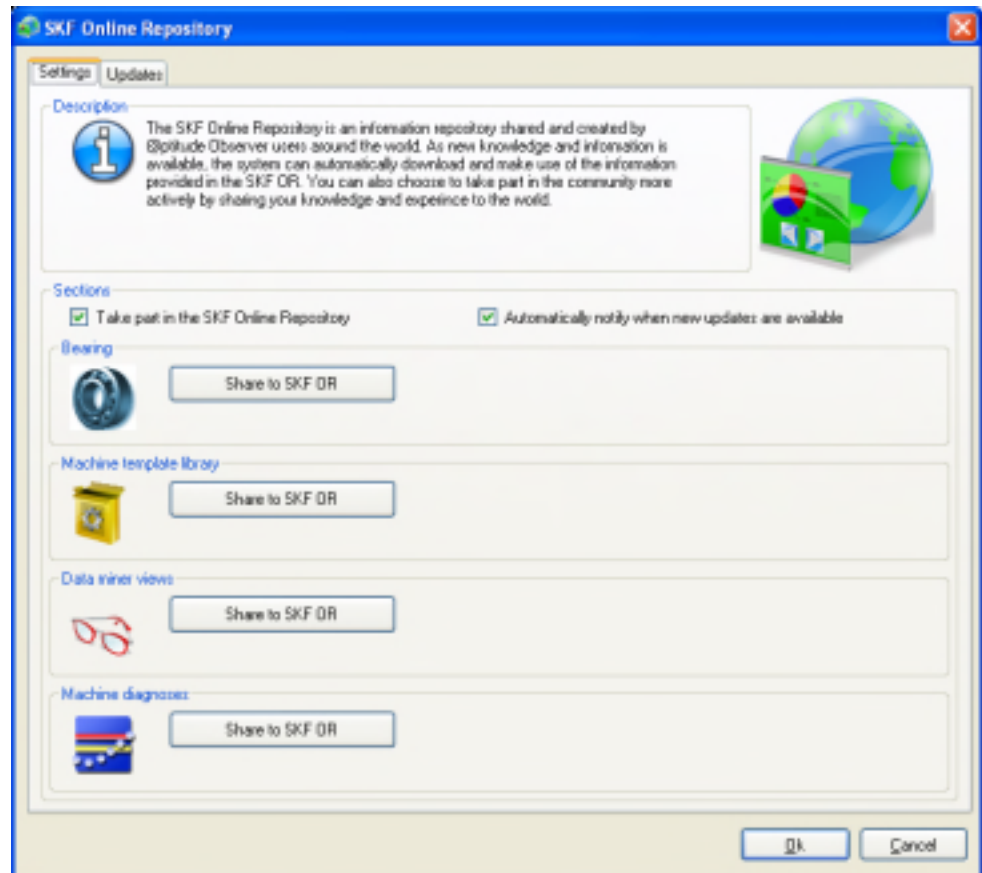 SKF Online Repository
Settings Updates
Description
The SKF Online Repository is an information repository shared and created by
@ptitude Observer users around the world. As new knowledge and information is
available, the system can automatically download and make use of the information
provided in the SKF OR. You can also choose to take part in the community more
actively by sharing your knowledge and experince to the world.
Sections
Take part in the SKF Online Repository Automatically notify when new updates are available
Bearing
Share to SKF OR
Machine template library
Share to SKF OR
Data miner views
Share to SKF OR
Machine diagnoses
Share to SKF OR
Ok Cancel